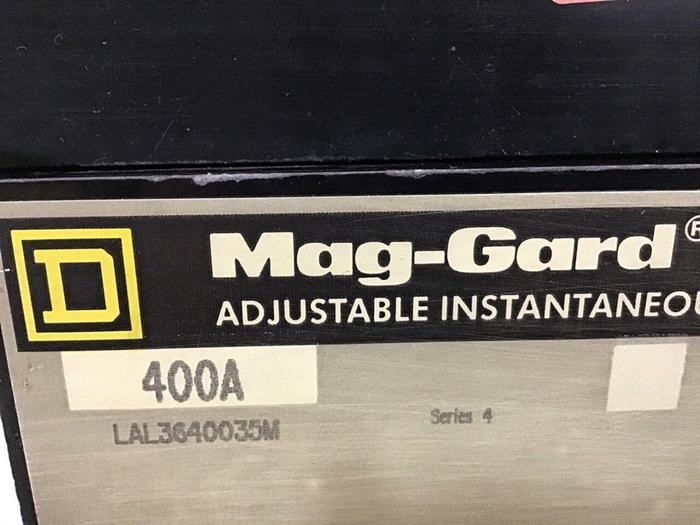 D
Mag-Gard®
ADJUSTABLE INSTANTANEOU
400A
LAL3640035M
Series 4